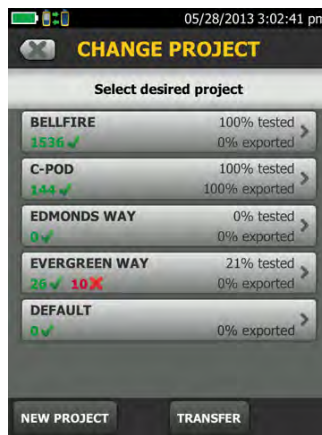 05/28/2013 3:02:41 pm
CHANGE PROJECT
Select desired project
BELLFIRE 100% tested
1536 0% exported
C-POD 100% tested
144 100% exported
EDMONDS WAY 0% tested
0 0% exported
EVERGREEN WAY 21% tested
26 10 0% exported
DEFAULT
0 0% exported
NEW PROJECT TRANSFER